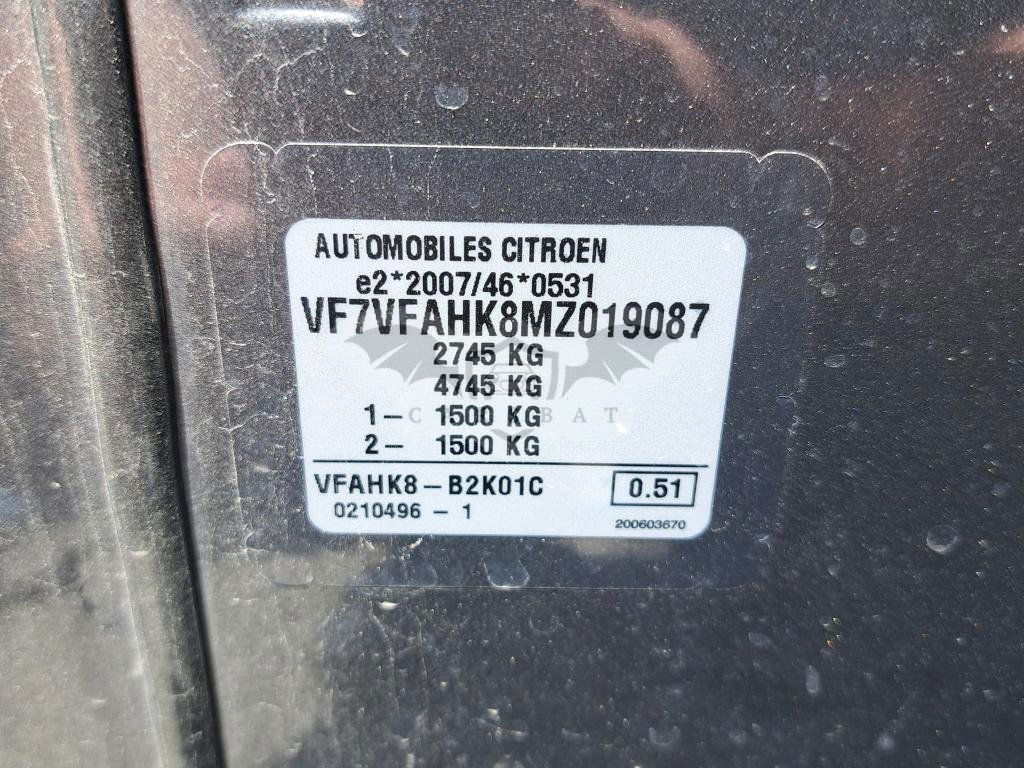 AUTOMOBILES CITROEN
e2*2007/46*0531
VF7VFAHK8MZ019087
2745 KG
4745 KG
1- 1500 KG
2- 1500 KG
VFAHK8-B2K01C 0.51
0210496 - 1
200603670